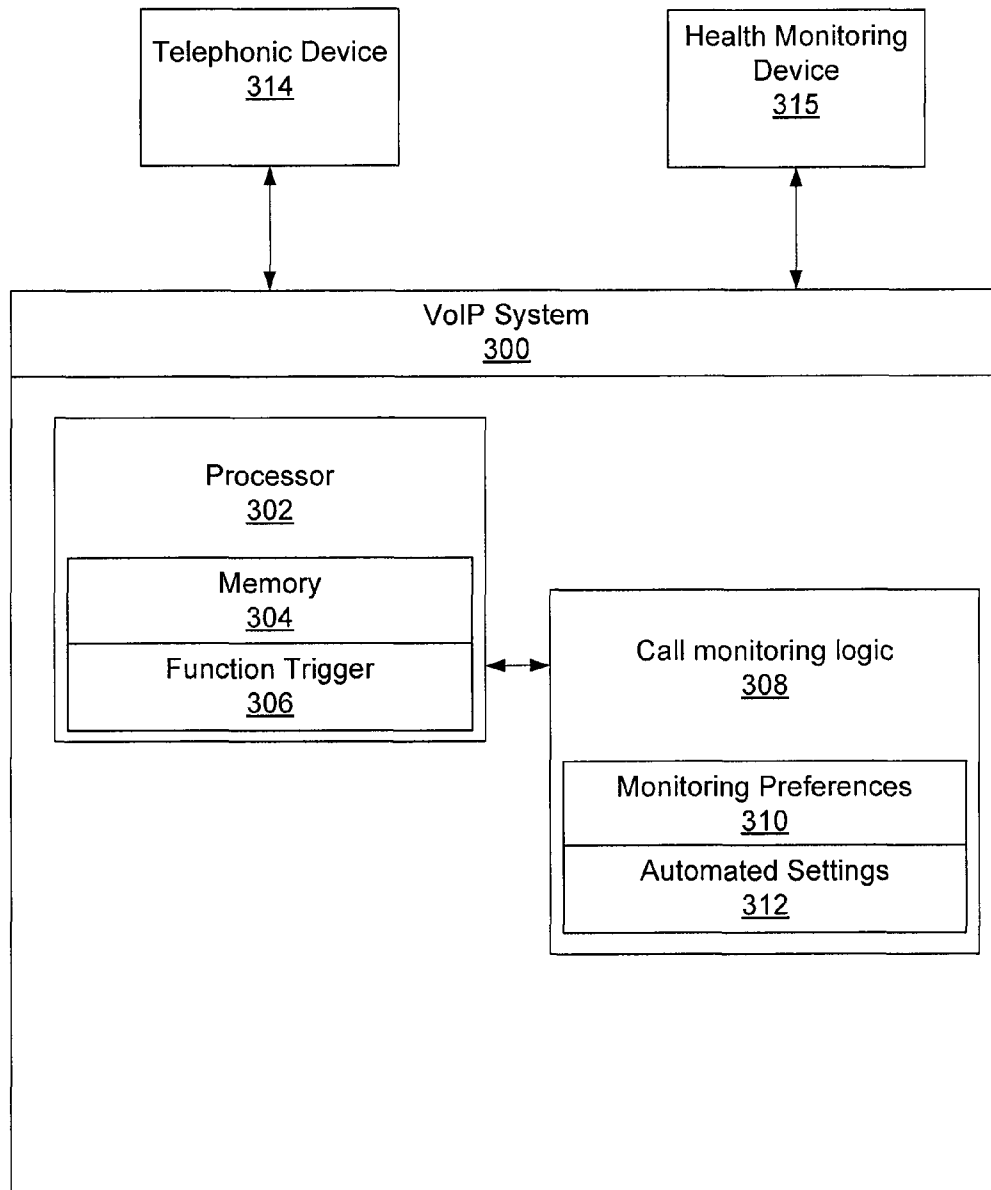 Telephonic Device
314
Health Monitoring
Device
315
VoIP System
300
Processor
302
Memory
304
Function Trigger
306
Call monitoring logic
308
Monitoring Preferences
310
Automated Settings
312